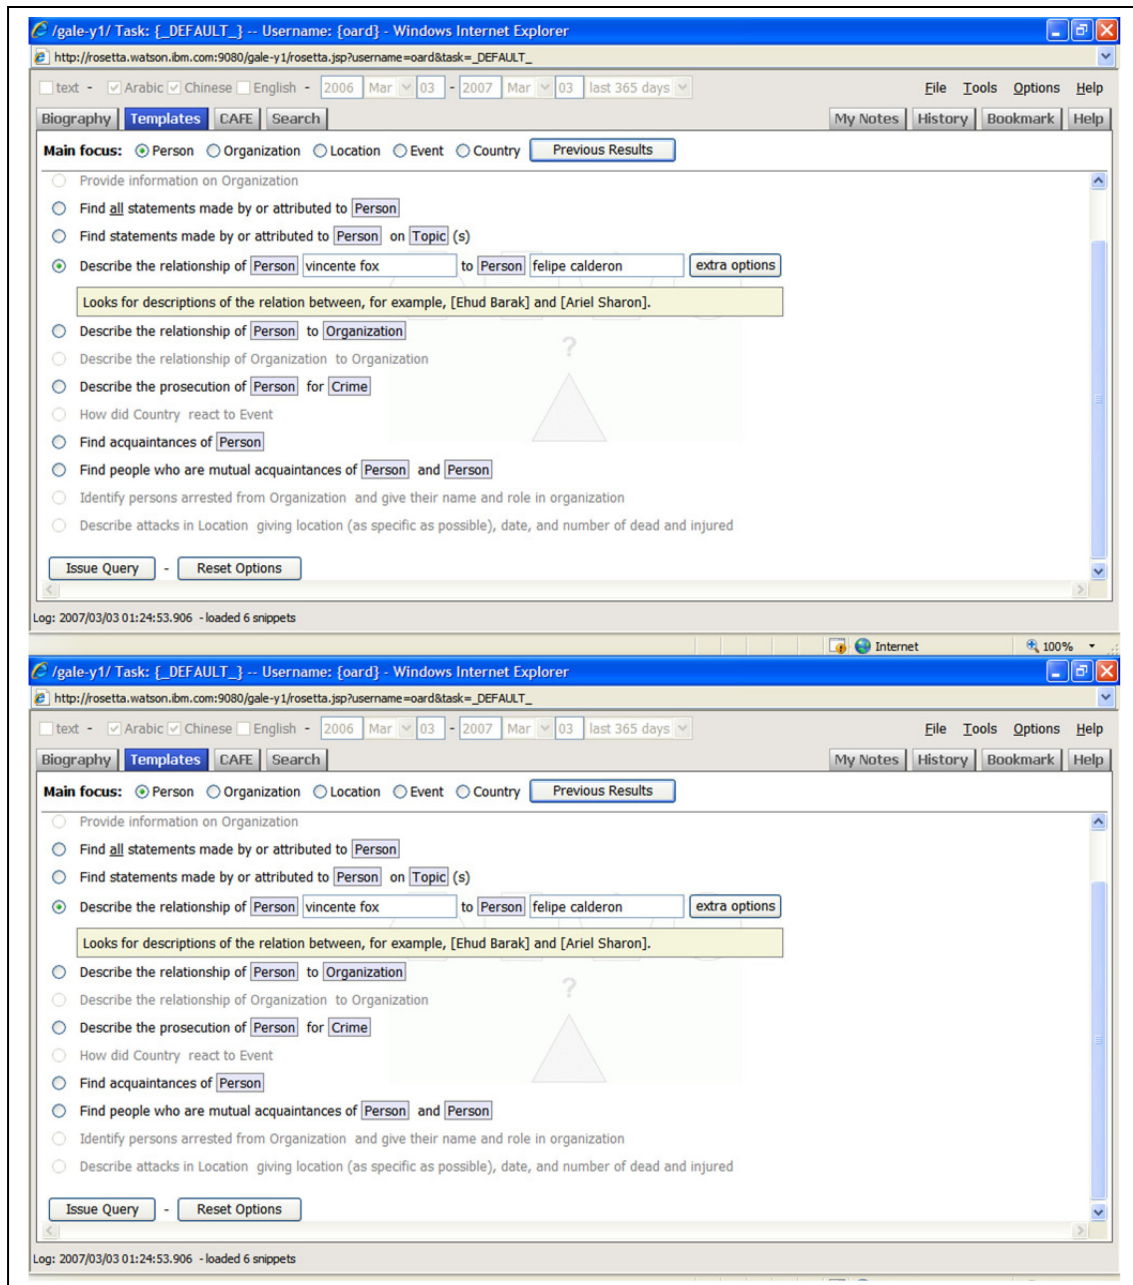 /gale-y1/ Task: {_DEFAULT_} -- Username: {oard} - Windows Internet Explorer
http://rosetta.watson.ibm.com:9080/gale-y1/rosetta.jsp?username=oard&task=_DEFAULT_
text - Arabic Chinese English - 2006 Mar 03 - 2007 Mar 03 last 365 days File Tools Options Help
Biography Templates CAFE Search My Notes History Bookmark Help
Main focus: Person Organization Location Event Country Previous Results
Provide information on Organization
Find all statements made by or attributed to Person
Find statements made by or attributed to Person on Topic (s)
Describe the relationship of Person vincente fox to Person felipe calderon extra options
Looks for descriptions of the relation between, for example, [Ehud Barak] and [Ariel Sharon].
Describe the relationship of Person to Organization
?
Describe the relationship of Organization to Organization
Describe the prosecution of Person for Crime
How did Country react to Event
Find acquaintances of Person
Find people who are mutual acquaintances of Person and Person
Identify persons arrested from Organization and give their name and role in organization
Describe attacks in Location giving location (as specific as possible), date, and number of dead and injured
Issue Query - Reset Options
Log: 2007/03/03 01:24:53.906 - loaded 6 snippets
Internet 100%
/gale-y1/ Task: {_DEFAULT_} -- Username: {oard} - Windows Internet Explorer
http://rosetta.watson.ibm.com:9080/gale-y1/rosetta.jsp?username=oard&task=_DEFAULT_
text - Arabic Chinese English - 2006 Mar 03 - 2007 Mar 03 last 365 days File Tools Options Help
Biography Templates CAFE Search My Notes History Bookmark Help
Main focus: Person Organization Location Event Country Previous Results
Provide information on Organization
Find all statements made by or attributed to Person
Find statements made by or attributed to Person on Topic (s)
Describe the relationship of Person vincente fox to Person felipe calderon extra options
Looks for descriptions of the relation between, for example, [Ehud Barak] and [Ariel Sharon].
Describe the relationship of Person to Organization
?
Describe the relationship of Organization to Organization
Describe the prosecution of Person for Crime
How did Country react to Event
Find acquaintances of Person
Find people who are mutual acquaintances of Person and Person
Identify persons arrested from Organization and give their name and role in organization
Describe attacks in Location giving location (as specific as possible), date, and number of dead and injured
Issue Query - Reset Options
Log: 2007/03/03 01:24:53.906 - loaded 6 snippets